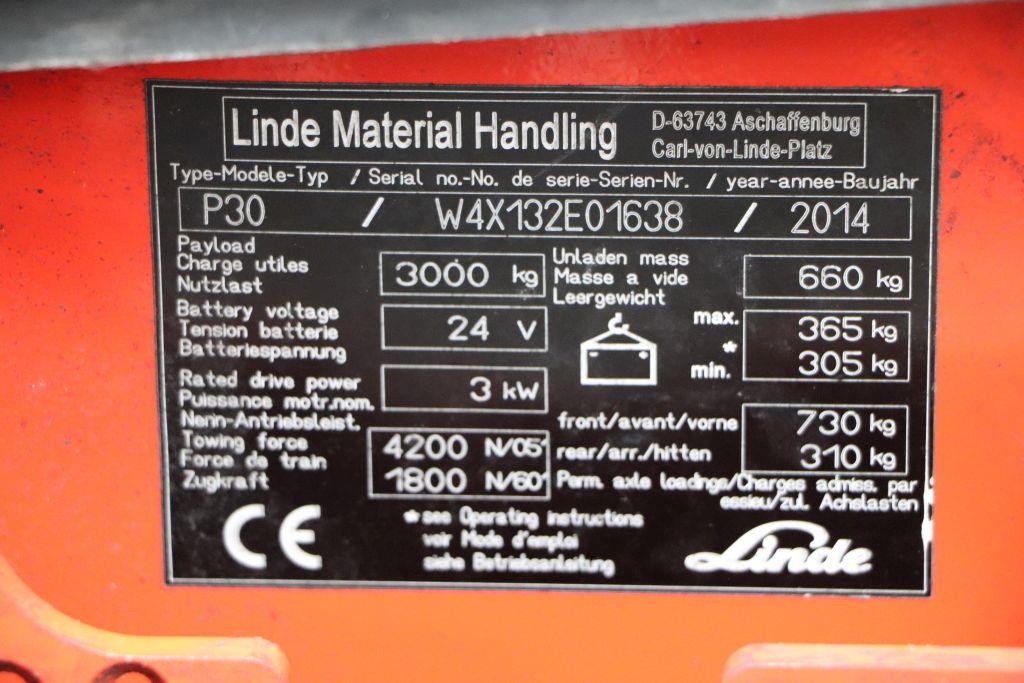 Linde Material Handling
D-63743 Aschaffenburg
Carl-von-Linde-Platz
Type-Modele-Typ / Serial no.-No. de serie-Serien-Nr. / year-annee-Baujahr
P30 / W4X132E01638 / 2014
Payload
Charge utiles
Nutzlast
3000 kg
Unladen mass
Masse a vide
Leergewicht
660 kg
Battery voltage
Tension batterie
Batteriespannung
24 V
max. 365 kg
*
min. 305 kg
Rated drive power
Puissance motr.nom.
Nenn-Antriebsleist.
3 kW
front/avant/vorne 730 kg
rear/arr./hitten 310 kg
Towing force
Force de train
Zugkraft
4200 N/05'
1800 N/60'
Perm. axle loadings/Charges admiss. par
essieu/zul. Achslasten
CE
* see Operating instructions
voir Mode d'emploi
siehe Betriebsanleitung
Linde